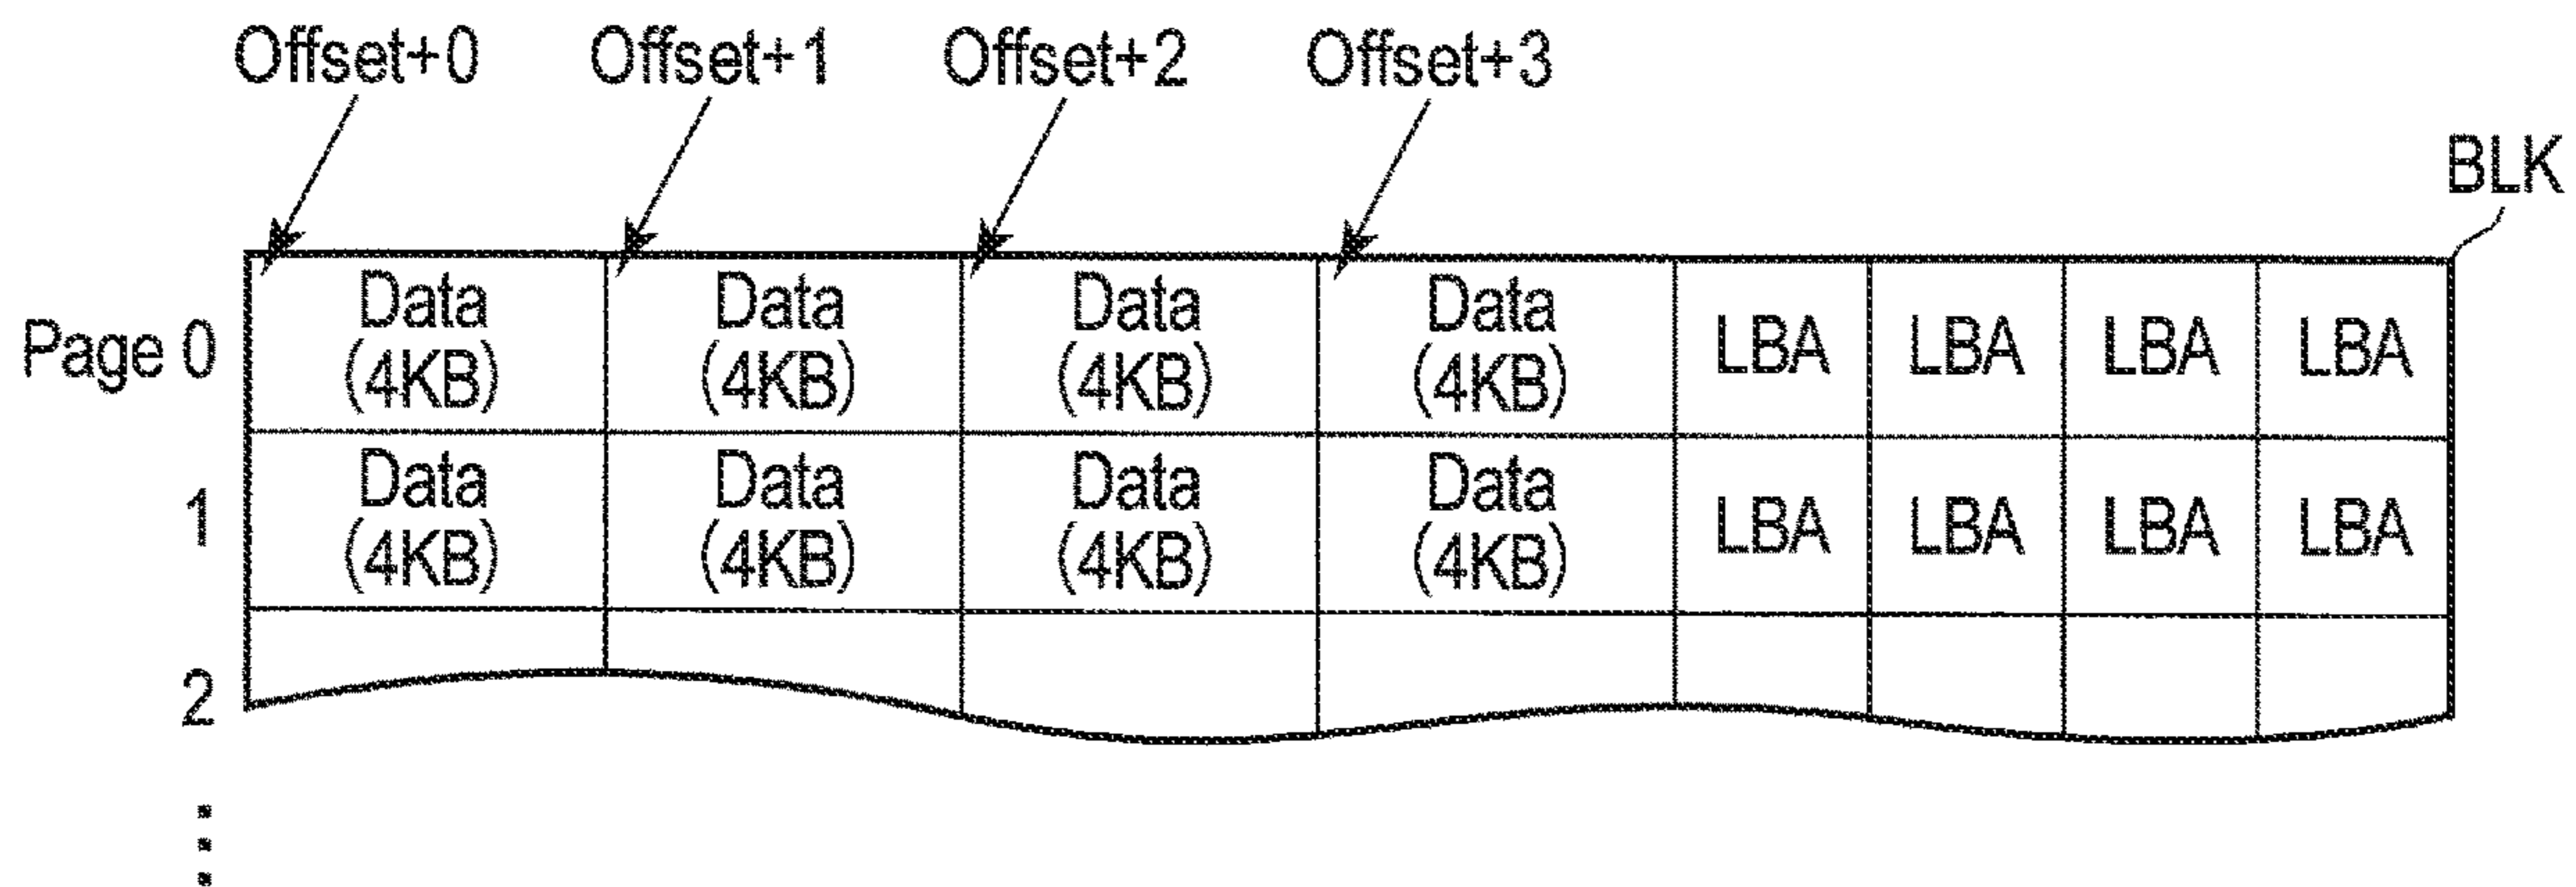 Offset+0 Offset+1 Offset+2 Offset+3
BLK
Page 0 Data (4KB) Data (4KB) Data (4KB) Data (4KB) LBA LBA LBA LBA
1 Data (4KB) Data (4KB) Data (4KB) Data (4KB) LBA LBA LBA LBA
2